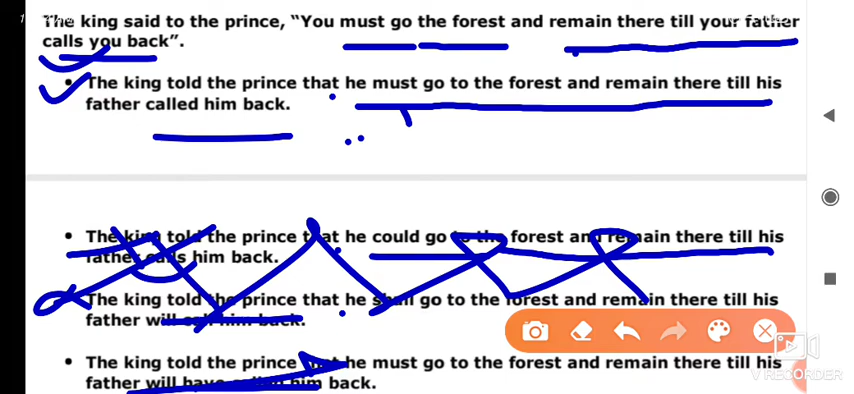 king said to the prince, “You must go the forest and remain there till your father
calls you back”.
• The king told the prince that he must go to the forest and remain there till his
father called him back.
• The king told the prince that he could go to the forest and remain there till his
father calls him back.
The king told the prince that he shall go to the forest and remain there till his
father will call him back.
• The king told the prince that he must go to the forest and remain there till his
father will have called him back.
V RECORDER